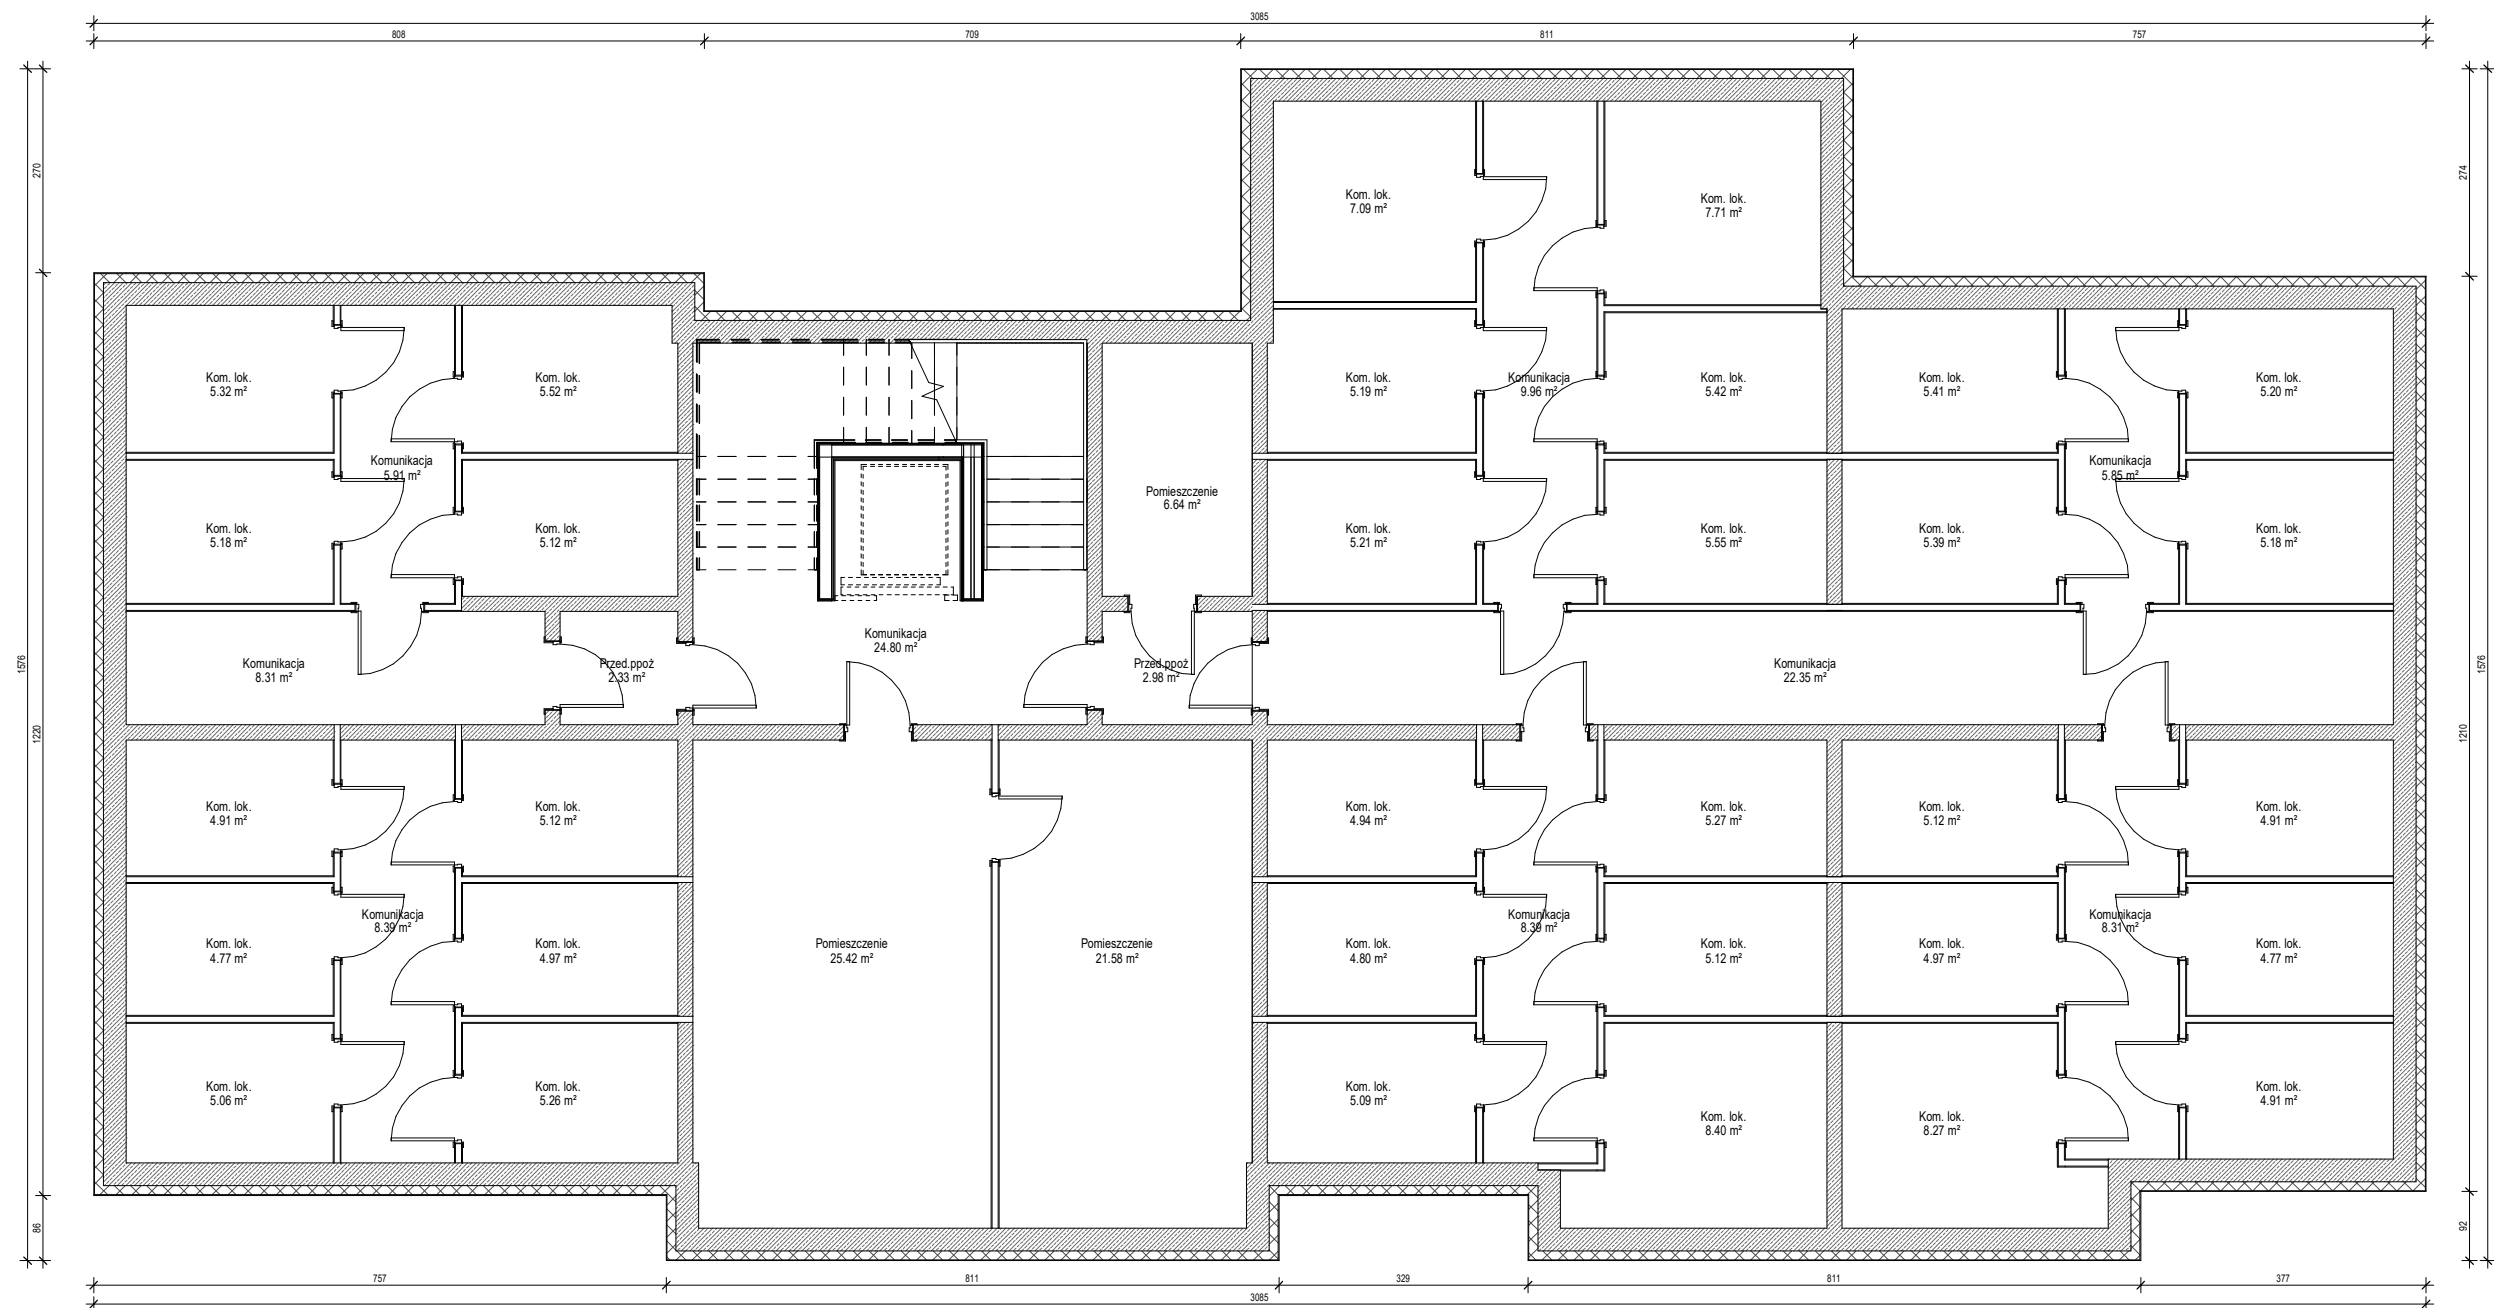 3085
808
709
811
757
270
274
Kom. lok.
7.09 m²
Kom. lok.
7.71 m²
Kom. lok.
5.32 m²
Kom. lok.
5.52 m²
Kom. lok.
5.19 m²
Komunikacja
9.96 m²
Kom. lok.
5.42 m²
Kom. lok.
5.41 m²
Kom. lok.
5.20 m²
Komunikacja
5.91 m²
Komunikacja
5.85 m²
Pomieszczenie
6.64 m²
Kom. lok.
5.18 m²
Kom. lok.
5.12 m²
Kom. lok.
5.21 m²
Kom. lok.
5.55 m²
Kom. lok.
5.39 m²
Kom. lok.
5.18 m²
Komunikacja
24.80 m²
1576
1576
Komunikacja
8.31 m²
Przed.ppoż
2.33 m²
Przed.ppoż
2.98 m²
Komunikacja
22.35 m²
1220
1210
Kom. lok.
4.91 m²
Kom. lok.
5.12 m²
Kom. lok.
4.94 m²
Kom. lok.
5.27 m²
Kom. lok.
5.12 m²
Kom. lok.
4.91 m²
Komunikacja
8.39 m²
Komunikacja
8.39 m²
Komunikacja
8.31 m²
Kom. lok.
4.77 m²
Kom. lok.
4.97 m²
Pomieszczenie
25.42 m²
Pomieszczenie
21.58 m²
Kom. lok.
4.80 m²
Kom. lok.
5.12 m²
Kom. lok.
4.97 m²
Kom. lok.
4.77 m²
Kom. lok.
5.06 m²
Kom. lok.
5.26 m²
Kom. lok.
5.09 m²
Kom. lok.
8.40 m²
Kom. lok.
8.27 m²
Kom. lok.
4.91 m²
86
92
757
811
329
811
377
3085